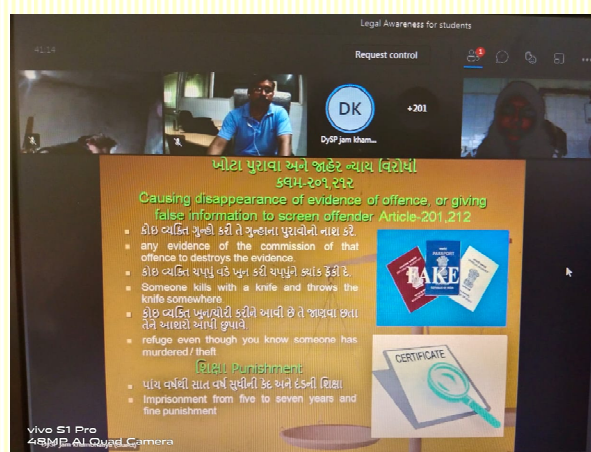 Legal Awareness for students
41:14
Request control
1
DK
+201
DySP jam kham...
ખોટા પુરાવા અને જાહેર ન્યાય વિરોધી
કલમ-૨૦૧,૨૧૨
Causing disappearance of evidence of offence, or giving
false information to screen offender Article-201,212
કોઇ વ્યક્તિ ગુન્હો કરી તે ગુન્હાના પુરાવોનો નાશ કરે.
any evidence of the commission of that
offence to destroys the evidence.
કોઇ વ્યક્તિ ચપ્પુ વડે ખુન કરી ચપ્પુને ક્યાંક ફેંકી દે.
Someone kills with a knife and throws the
knife somewhere
કોઇ વ્યક્તિ ખુન/ચોરી કરીને આવી છે તે જાણવા છતા
તેને આશરો આપી છુપાવે.
refuge even though you know someone has
murdered / theft
શિક્ષા Punishment
પાંચ વર્ષથી સાત વર્ષ સુધીની કેદ અને દંડની શિક્ષા
Imprisonment from five to seven years and
fine punishment
PASSPORT
FAKE
CERTIFICATE
vivo S1 Pro
48MP AI Quad Camera